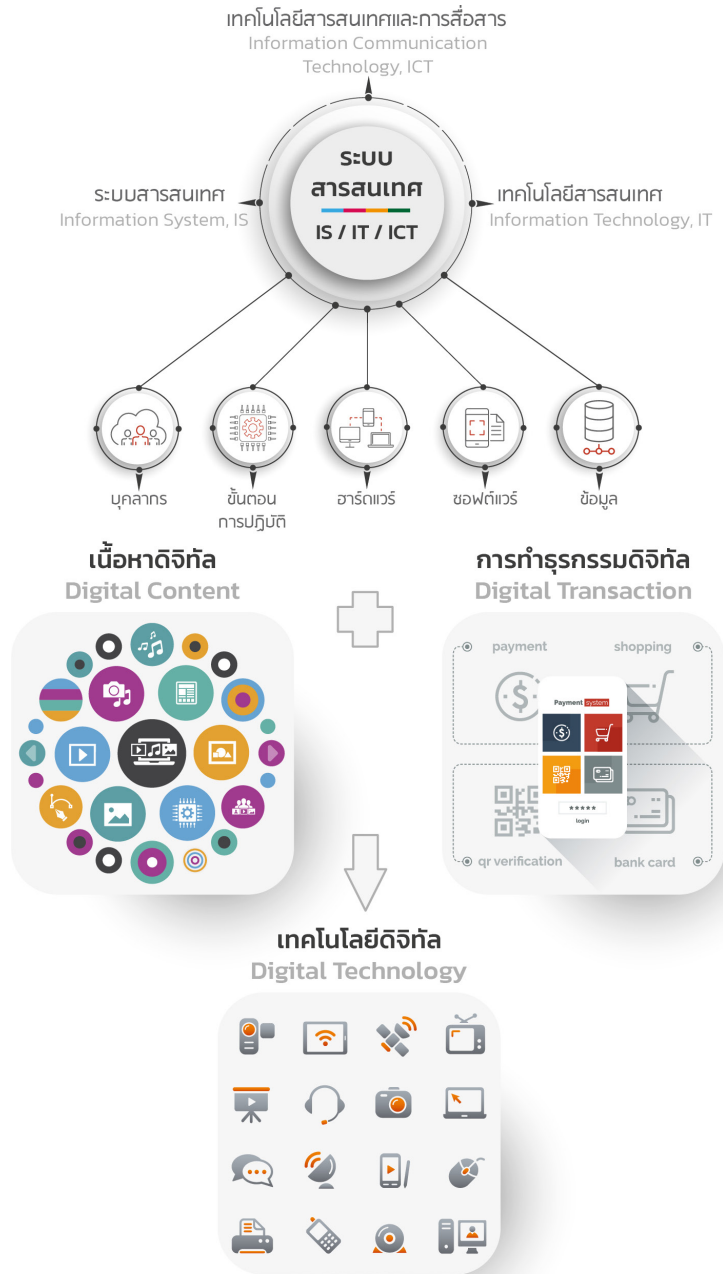 เทคโนโลยีสารสนเทศและการสื่อสาร
Information Communication
Technology, ICT
ระบบ
สารสนเทศ
IS / IT / ICT
ระบบสารสนเทศ
Information System, IS
เทคโนโลยีสารสนเทศ
Information Technology, IT
บุคลากร
ขั้นตอน
การปฏิบัติ
ฮาร์ดแวร์
ซอฟต์แวร์
ข้อมูล
เนื้อหาดิจิทัล
Digital Content
การทำธุรกรรมดิจิทัล
Digital Transaction
payment
shopping
Payment system
*****
login
qr verification
bank card
เทคโนโลยีดิจิทัล
Digital Technology